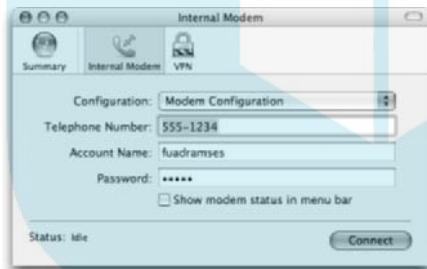 Internal Modem
Summary Internal Modem VPN
Configuration: Modem Configuration
Telephone Number: 555-1234
Account Name: fuadramses
Password: •••••
Show modem status in menu bar
Status: Idle
Connect